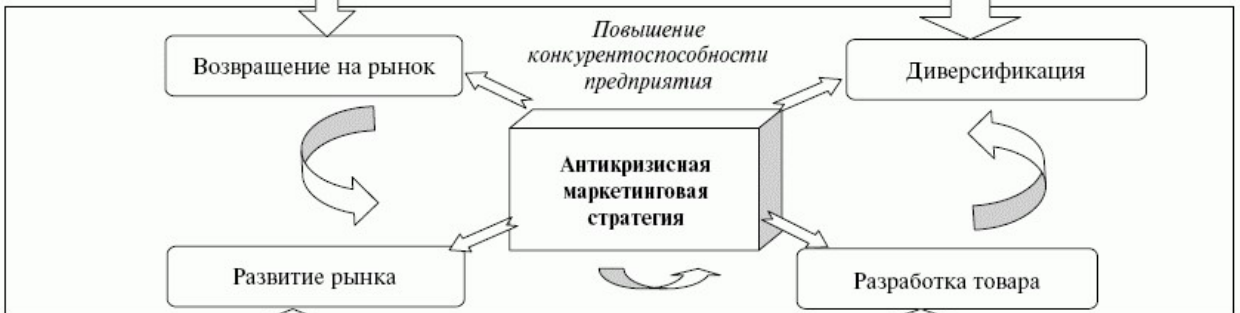 Повышение
конкурентоспособности
предприятия
Возвращение на рынок
Диверсификация
Антикризисная
маркетинговая
стратегия
Развитие рынка
Разработка товара